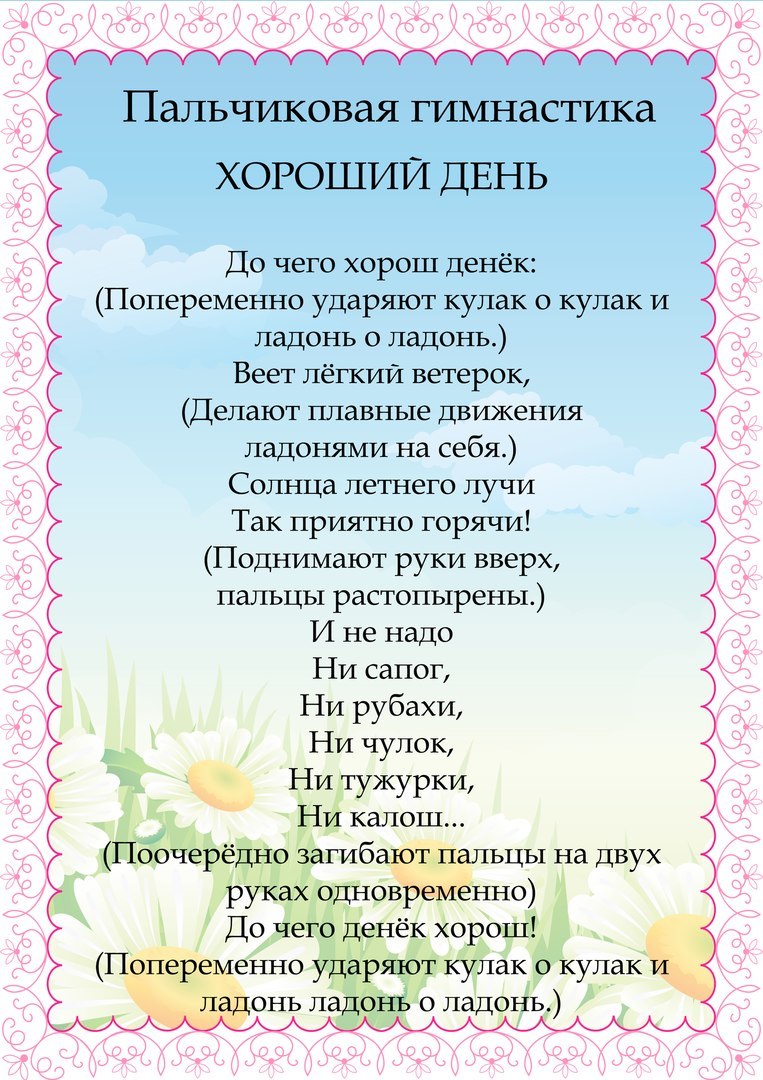 Пальчиковая гимнастика
ХОРОШИЙ ДЕНЬ
До чего хорош денёк:
(Попеременно ударяют кулак о кулак и
ладонь о ладонь.)
Веет лёгкий ветерок,
(Делают плавные движения
ладонями на себя.)
Солнца летнего лучи
Так приятно горячи!
(Поднимают руки вверх,
пальцы растопырены.)
И не надо
Ни сапог,
Ни рубахи,
Ни чулок,
Ни тужурки,
Ни калош...
(Поочерёдно загибают пальцы на двух
руках одновременно)
До чего денёк хорош!
(Попеременно ударяют кулак о кулак и
ладонь ладонь о ладонь.)